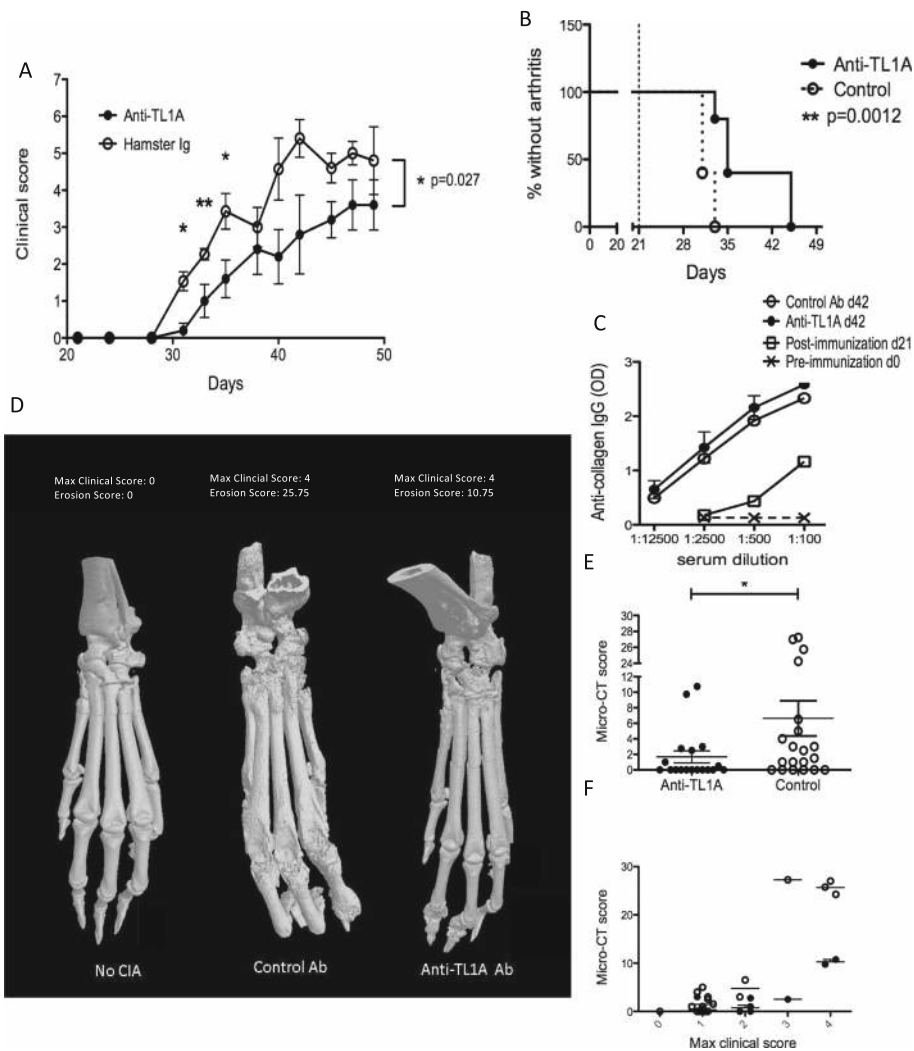 A
Clinical score
7
6
5
4
3
2
1
0
Anti-TL1A
Hamster Ig
*
**
*
* p=0.027
20 30 40 50
Days
B
% without arthritis
150
100
50
0
Anti-TL1A
Control
** p=0.0012
0 20 21 28 35 42 49
Days
C
Control Ab d42
Anti-TL1A d42
Post-immunization d21
Pre-immunization d0
Anti-collagen IgG (OD)
3
2
1
0
1:12500 1:2500 1:500 1:100
serum dilution
D
Max Clinical Score: 0
Erosion Score: 0
Max Clincial Score: 4
Erosion Score: 25.75
Max Clinical Score: 4
Erosion Score: 10.75
No CIA
Control Ab
Anti-TL1A Ab
E
*
Micro-CT score
30
28
26
24
12
10
8
6
4
2
0
Anti-TL1A Control
F
Micro-CT score
30
20
10
0
0 1 2 3 4
Max clinical score